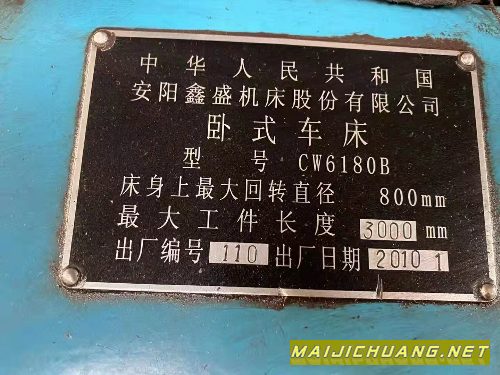 中华人民共和国
安阳鑫盛机床股份有限公司
卧式车床
型号 CW6180B
床身上最大回转直径 800mm
最大工件长度 3000 mm
出厂编号 110 出厂日期 2010 1
MAIJICHUANG.NET